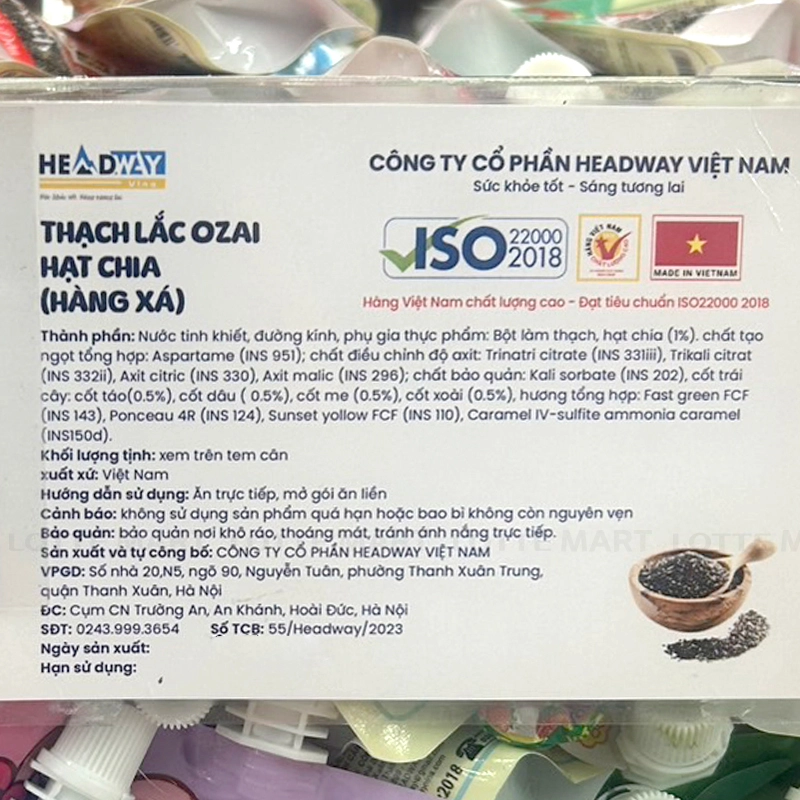 HEADWAY
Vina
CÔNG TY CỔ PHẦN HEADWAY VIỆT NAM
Sức khỏe tốt - Sáng tương lai
THẠCH LẮC OZAI
HẠT CHIA
(HÀNG XÁ)
ISO 22000 2018
HÀNG VIỆT NAM
CHẤT LƯỢNG CAO
MADE IN VIETNAM
Hàng Việt Nam chất lượng cao - Đạt tiêu chuẩn ISO22000 2018
Thành phần: Nước tinh khiết, đường kính, phụ gia thực phẩm: Bột làm thạch, hạt chia (1%). chất tạo
ngọt tổng hợp: Aspartame (INS 951); chất điều chỉnh độ axit: Trinatri citrate (INS 331iii), Trikali citrat
(INS 332ii), Axit citric (INS 330), Axit malic (INS 296); chất bảo quản: Kali sorbate (INS 202), cốt trái
cây: cốt táo(0.5%), cốt dâu ( 0.5%), cốt me (0.5%), cốt xoài (0.5%), hương tổng hợp: Fast green FCF
(INS 143), Ponceau 4R (INS 124), Sunset yollow FCF (INS 110), Caramel IV-sulfite ammonia caramel
(INS150d).
Khối lượng tịnh: xem trên tem cân
xuất xứ: Việt Nam
Hướng dẫn sử dụng: Ăn trực tiếp, mở gói ăn liền
Cảnh báo: không sử dụng sản phẩm quá hạn hoặc bao bì không còn nguyên vẹn
Bảo quản: bảo quản nơi khô ráo, thoáng mát, tránh ánh nắng trực tiếp.
LOTTE MART
Sản xuất và tự công bố: CÔNG TY CỔ PHẦN HEADWAY VIỆT NAM
VPGD: Số nhà 20,N5, ngõ 90, Nguyễn Tuân, phường Thanh Xuân Trung,
quận Thanh Xuân, Hà Nội
ĐC: Cụm CN Trường An, An Khánh, Hoài Đức, Hà Nội
SĐT: 0243.999.3654 Số TCB: 55/Headway/2023
Ngày sản xuất:
Hạn sử dụng:
2018